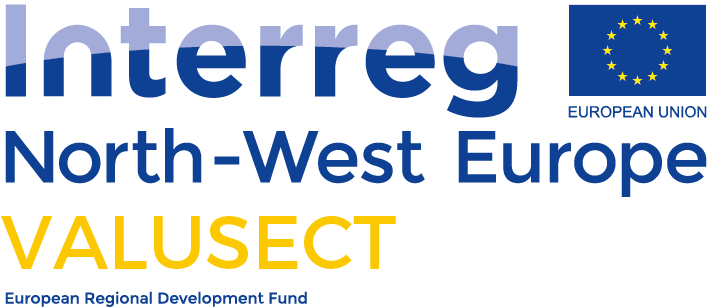 Interreg
EUROPEAN UNION
North-West Europe
VALUSECT
European Regional Development Fund